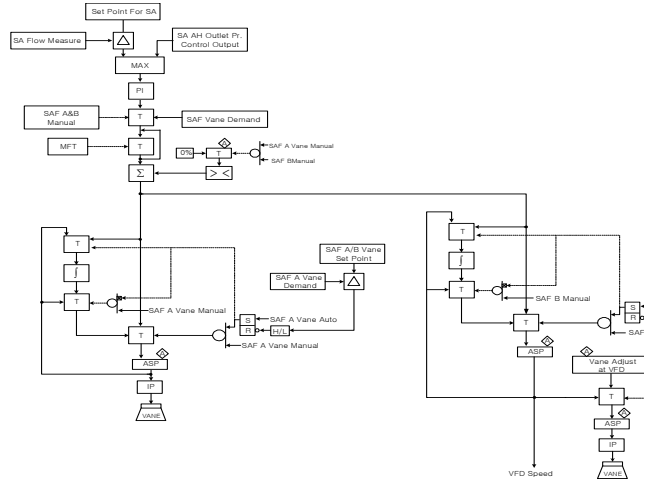 Set Point For SA
SA Flow Measure
△
SA AH Outlet Pr.
Control Output
MAX
PI
SAF A&B
Manual
T
SAF Vane Demand
MFT
T
0%
A
T
SAF A Vane Manual
SAF BManual
Σ
> <
T
∫
T
SAF A Vane Manual
SAF A/B Vane
Set Point
SAF A Vane
Demand
△
S
R
SAF A Vane Auto
H/L
SAF A Vane Manual
T
A
ASP
IP
VANE
T
∫
T
SAF B Manual
S
R
SAF
T
A
ASP
A
Vane Adjust
at VFD
T
A
ASP
IP
VANE
VFD Speed